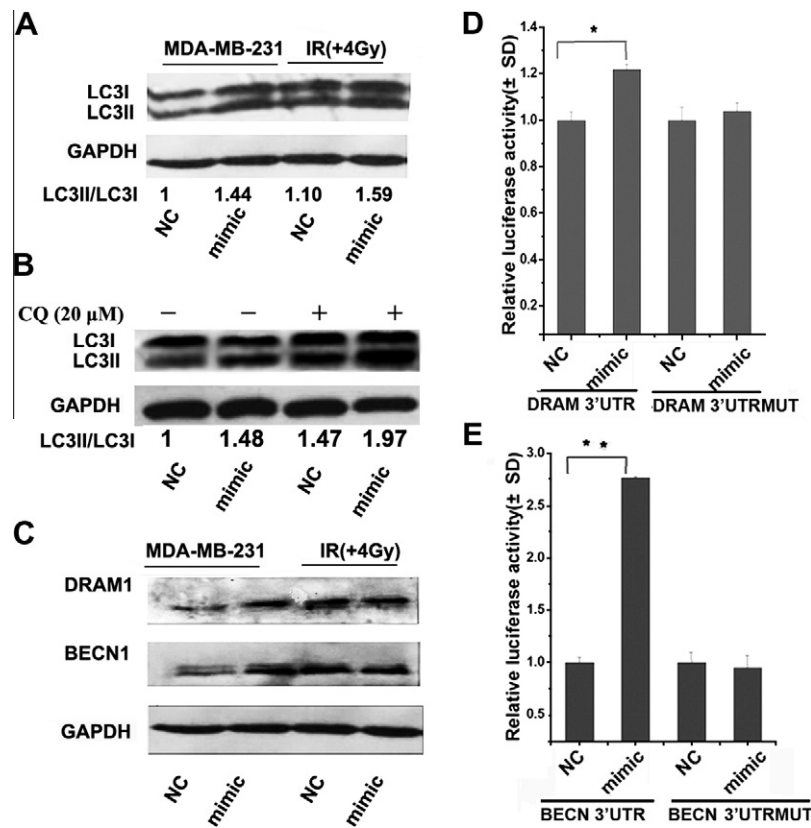 A
MDA-MB-231 IR(+4Gy)
LC3I
LC3II
GAPDH
LC3II/LC3I 1 1.44 1.10 1.59
NC mimic NC mimic
B
CQ (20 μM) – – + +
LC3I
LC3II
GAPDH
LC3II/LC3I 1 1.48 1.47 1.97
NC mimic NC mimic
C
MDA-MB-231 IR(+4Gy)
DRAM1
BECN1
GAPDH
NC mimic NC mimic
D
Relative luciferase activity(± SD)
1.4
1.2
1.0
1.2
0.8
0.6
0.4
0.2
*
NC mimic NC mimic
DRAM 3'UTR DRAM 3'UTRMUT
E
Relative luciferase activity(± SD)
3.0
2.5
2.0
1.5
1.0
0.5
* *
NC mimic NC mimic
BECN 3'UTR BECN 3'UTRMUT